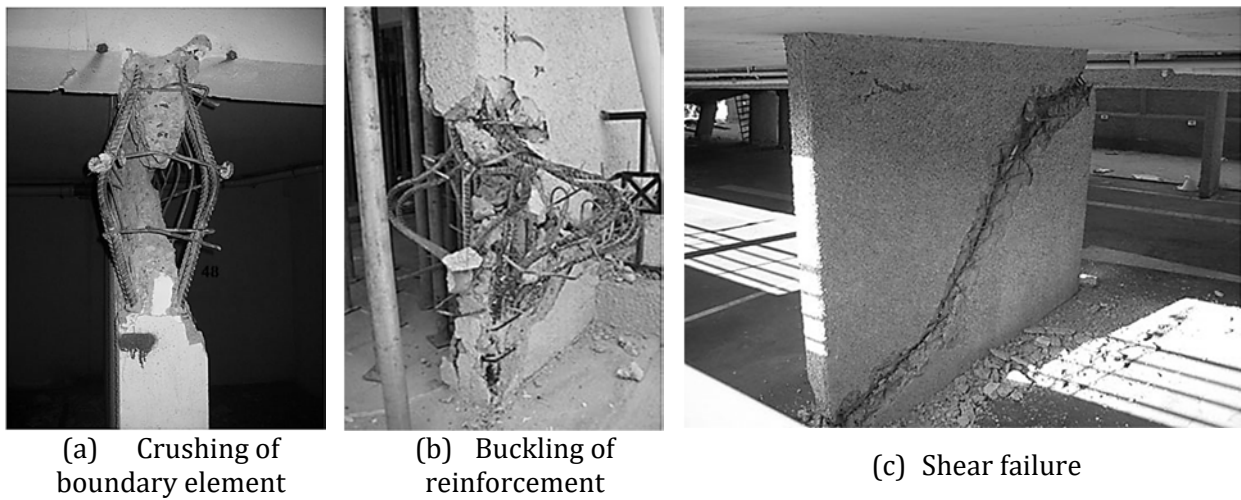 48
(a) Crushing of
boundary element
(b) Buckling of
reinforcement
(c) Shear failure